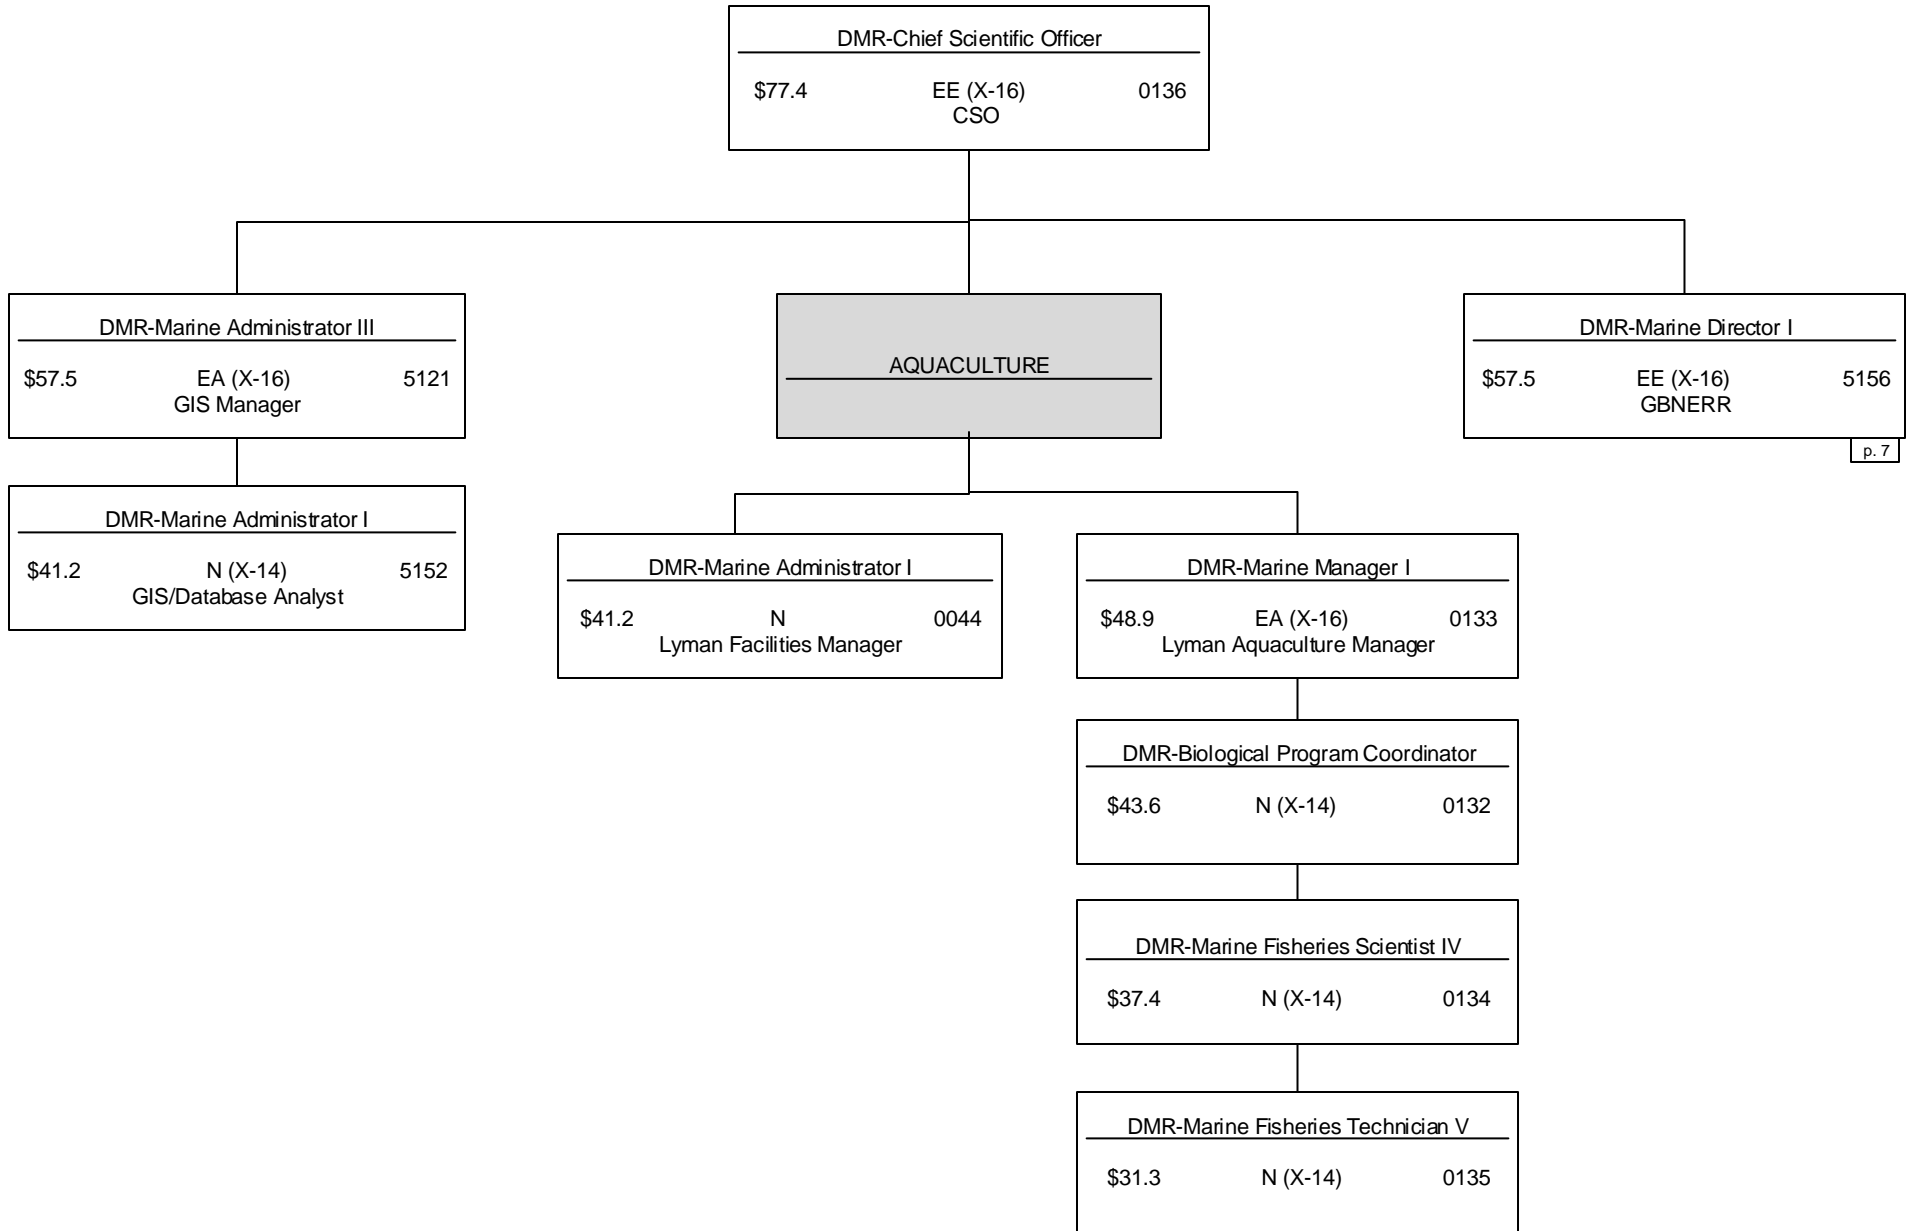 DMR-Chief Scientific Officer
$77.4 EE (X-16) 0136
CSO
DMR-Marine Administrator III
$57.5 EA (X-16) 5121
GIS Manager
AQUACULTURE
DMR-Marine Director I
$57.5 EE (X-16) 5156
GBNERR
p. 7
DMR-Marine Administrator I
$41.2 N (X-14) 5152
GIS/Database Analyst
DMR-Marine Administrator I
$41.2 N 0044
Lyman Facilities Manager
DMR-Marine Manager I
$48.9 EA (X-16) 0133
Lyman Aquaculture Manager
DMR-Biological Program Coordinator
$43.6 N (X-14) 0132
DMR-Marine Fisheries Scientist IV
$37.4 N (X-14) 0134
DMR-Marine Fisheries Technician V
$31.3 N (X-14) 0135